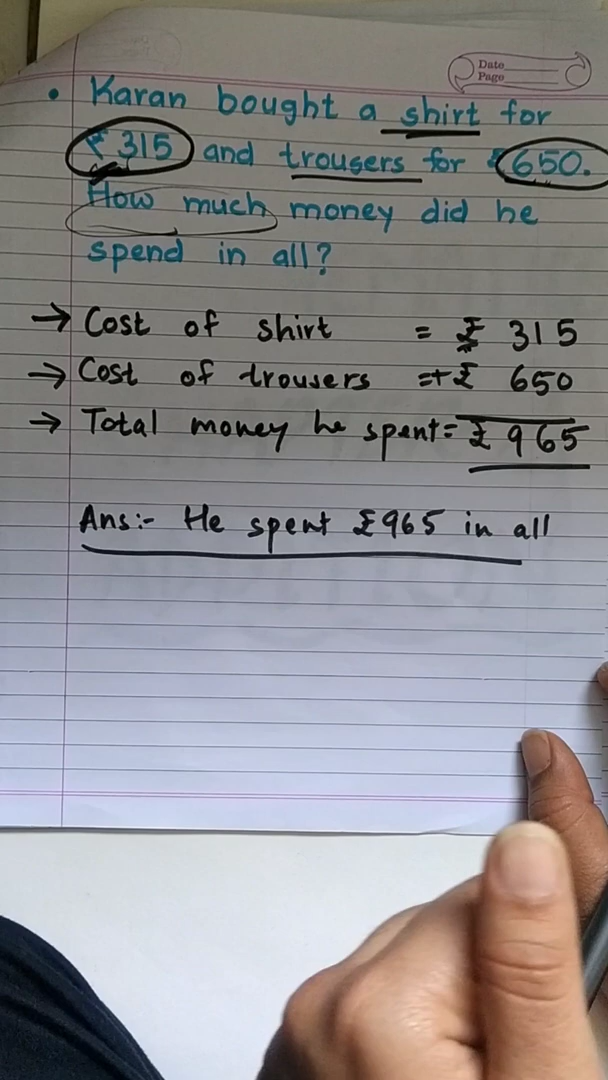 Date
Page
• Karan bought a shirt for
₹ 315 and trousers for ₹650.
How much money did he
spend in all?
→ Cost of shirt = ₹ 315
→ Cost of trousers =+₹ 650
→ Total money he spent= ₹ 965
Ans:- He spent ₹965 in all